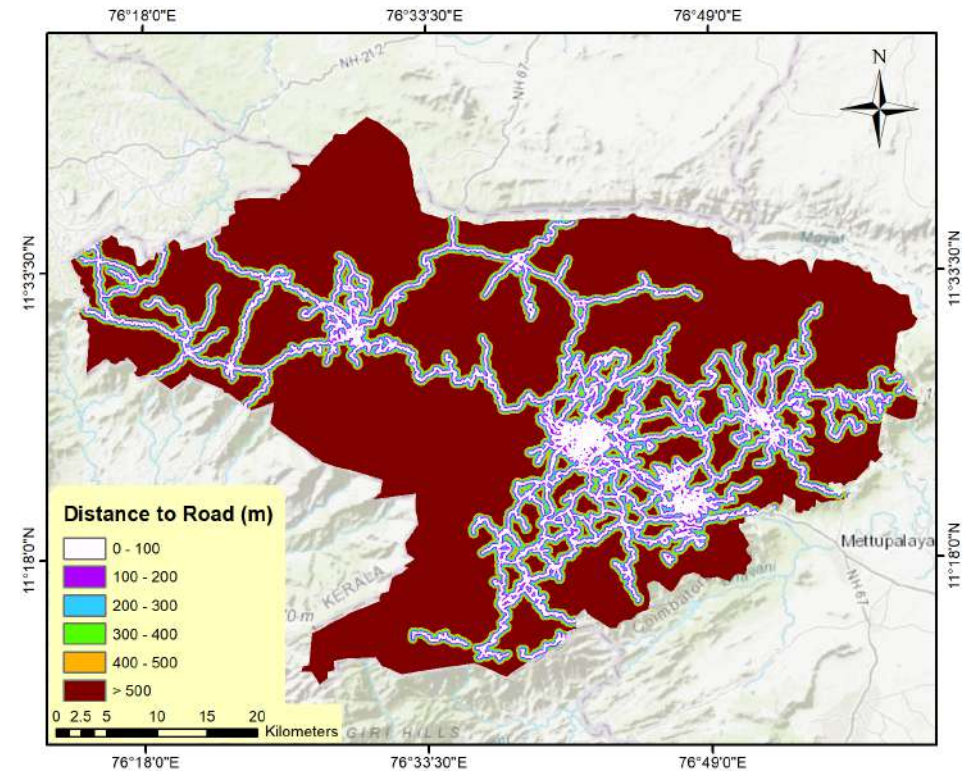 76°18'0"E 76°33'30"E 76°49'0"E
N
NH-212
NH 67
Moyar
11°33'30"N 11°33'30"N
Mettupalaya
11°18'0"N 11°18'0"N
KERALA
NH 67
Distance to Road (m)
0 - 100
100 - 200
200 - 300
300 - 400
400 - 500
> 500
0 2.5 5 10 15 20
Kilometers
GIRI HILLS
76°18'0"E 76°33'30"E 76°49'0"E